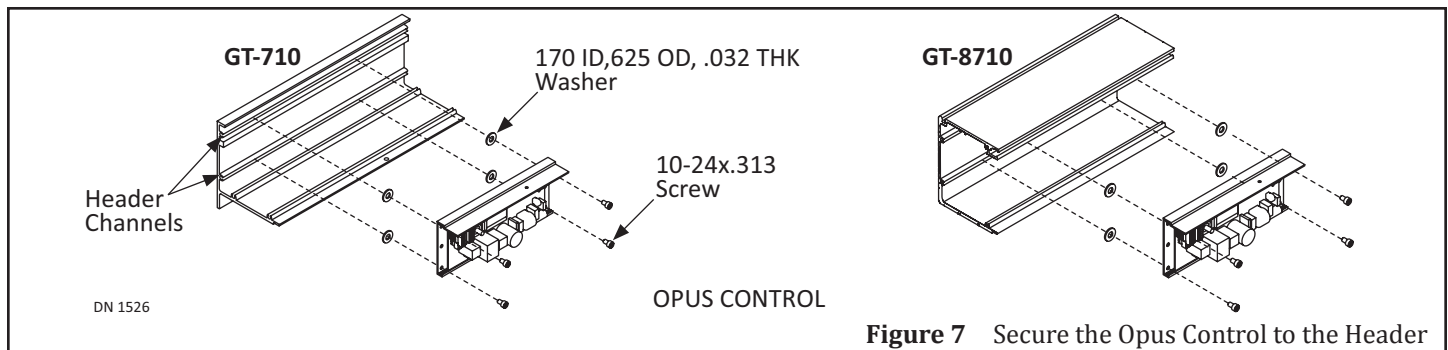 GT-710
170 ID,625 OD, .032 THK
Washer
GT-8710
10-24x.313
Screw
Header
Channels
DN 1526
OPUS CONTROL
Figure 7 Secure the Opus Control to the Header